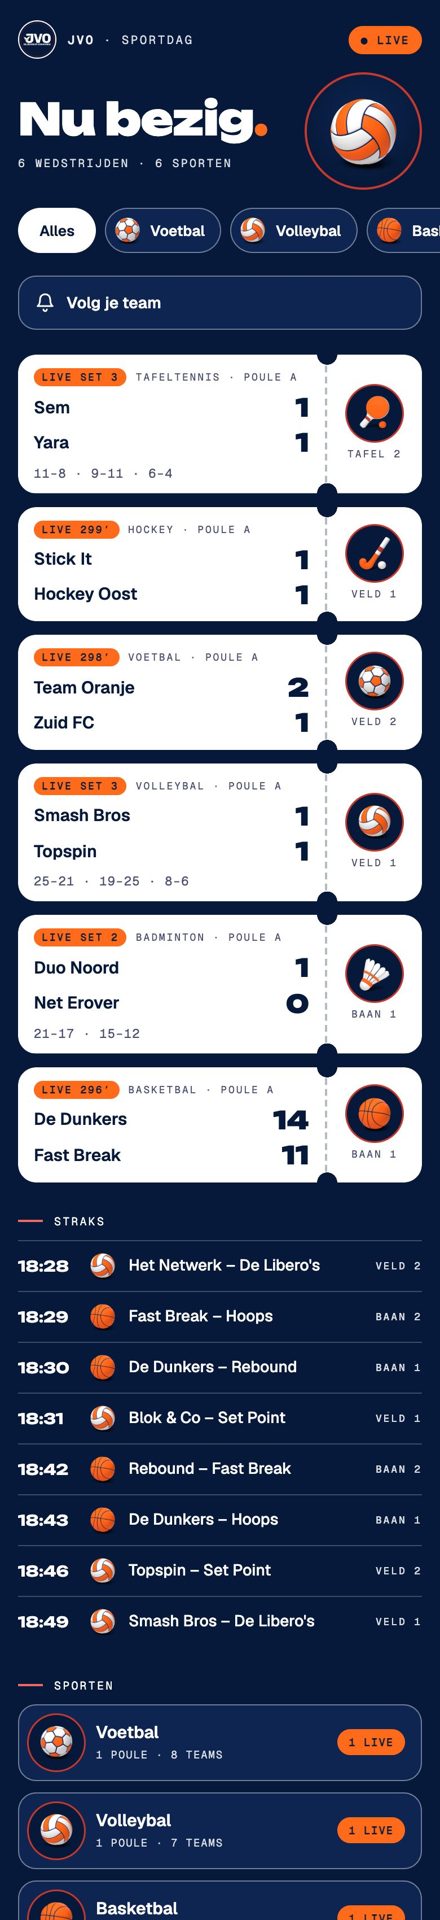 JVO
JVO · SPORTDAG
LIVE
Nu bezig.
6 WEDSTRIJDEN · 6 SPORTEN
Alles
Voetbal
Volleybal
Bas
Volg je team
LIVE SET 3 TAFELTENNIS · POULE A
Sem 1
Yara 1
11–8 · 9–11 · 6–4
TAFEL 2
LIVE 299' HOCKEY · POULE A
Stick It 1
Hockey Oost 1
VELD 1
LIVE 298' VOETBAL · POULE A
Team Oranje 2
Zuid FC 1
VELD 2
LIVE SET 3 VOLLEYBAL · POULE A
Smash Bros 1
Topspin 1
25–21 · 19–25 · 8–6
VELD 1
LIVE SET 2 BADMINTON · POULE A
Duo Noord 1
Net Erover 0
21–17 · 15–12
BAAN 1
LIVE 296' BASKETBAL · POULE A
De Dunkers 14
Fast Break 11
BAAN 1
STRAKS
18:28 Het Netwerk – De Libero's VELD 2
18:29 Fast Break – Hoops BAAN 2
18:30 De Dunkers – Rebound BAAN 1
18:31 Blok & Co – Set Point VELD 1
18:42 Rebound – Fast Break BAAN 2
18:43 De Dunkers – Hoops BAAN 1
18:46 Topspin – Set Point VELD 2
18:49 Smash Bros – De Libero's VELD 1
SPORTEN
Voetbal
1 POULE · 8 TEAMS
1 LIVE
Volleybal
1 POULE · 7 TEAMS
1 LIVE
Basketbal
1 LIVE